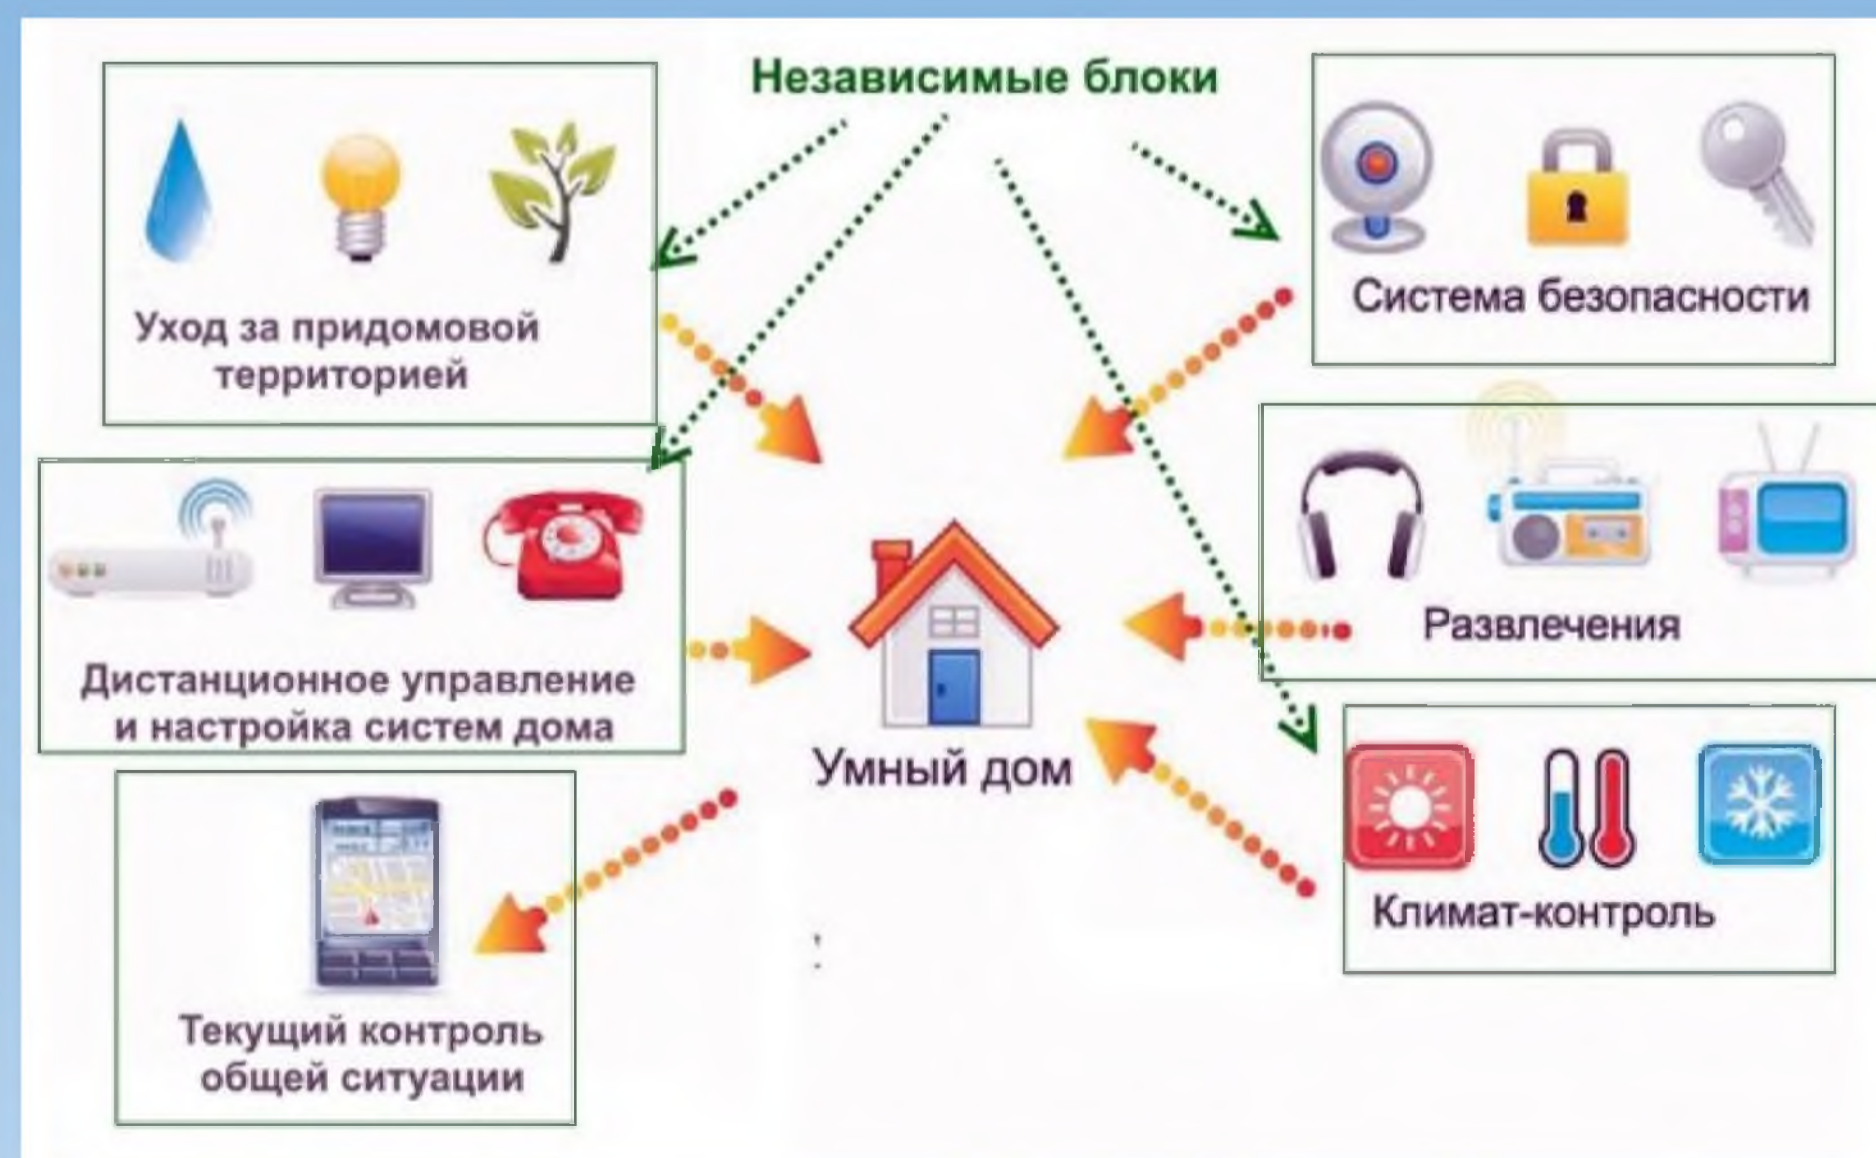 Независимые блоки
Уход за придомовой
территорией
Система безопасности
Дистанционное управление
и настройка систем дома
Развлечения
Умный дом
Климат-контроль
Текущий контроль
общей ситуации